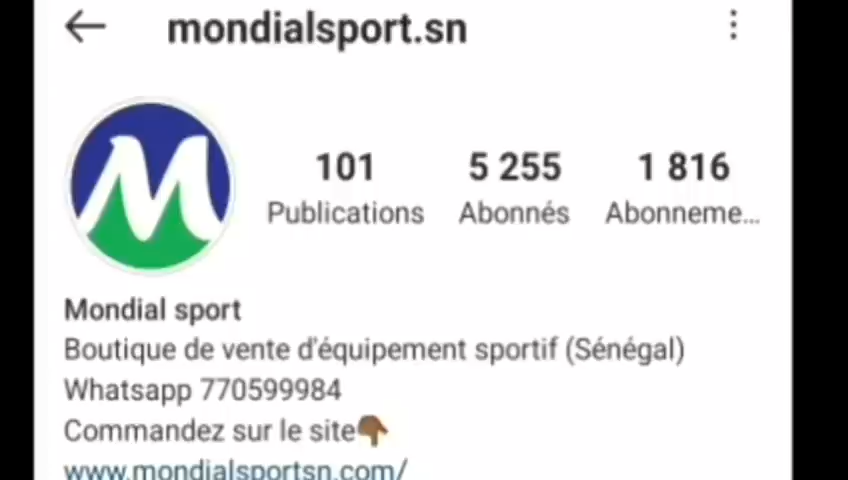 mondialsport.sn
M
101 5 255 1 816
Publications Abonnés Abonneme...
Mondial sport
Boutique de vente d'équipement sportif (Sénégal)
Whatsapp 770599984
Commandez sur le site👇🏾
www.mondialsportsn.com/